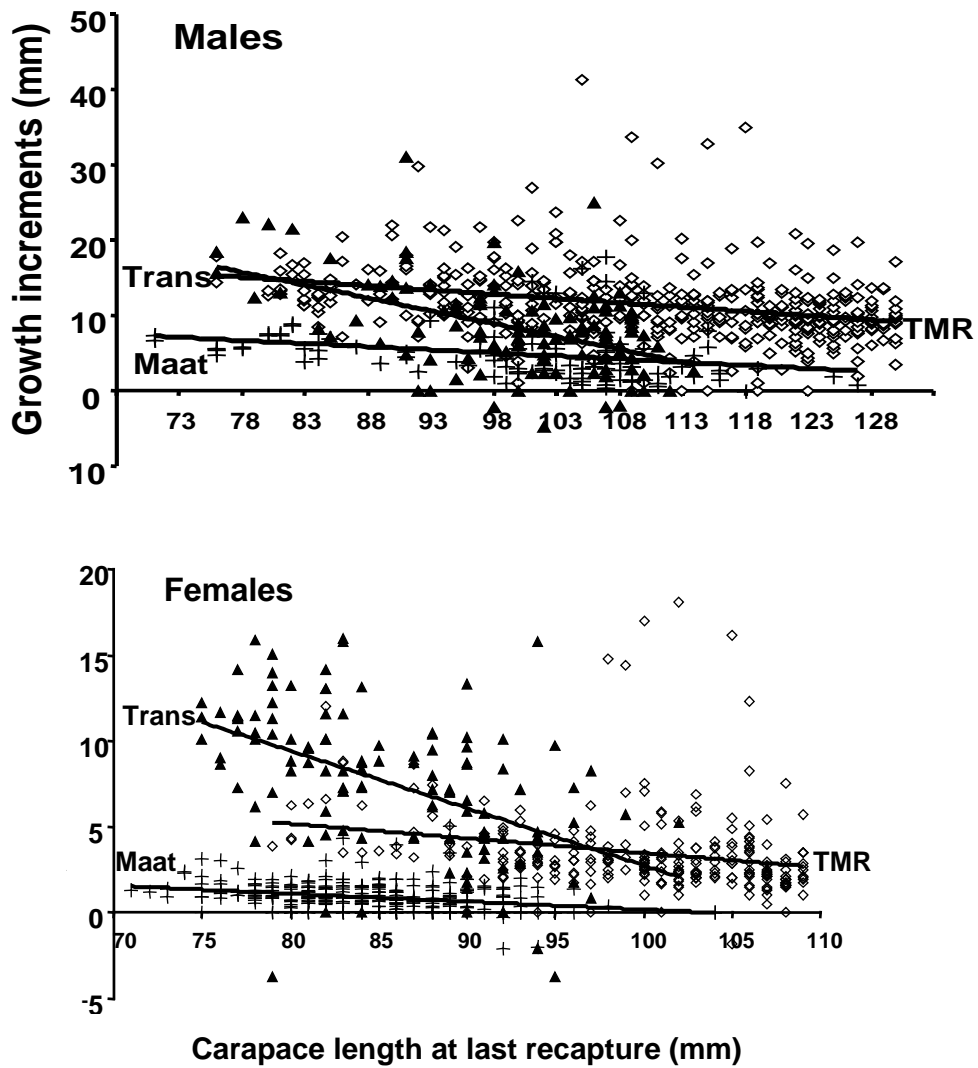 50
Males
40
Growth increments (mm)
30
20
Trans
10
TMR
Maat
0
73 78 83 88 93 98 103 108 113 118 123 128
10
20
Females
15
Trans
10
5
Maat
TMR
0
70 75 80 85 90 95 100 105 110
-5
Carapace length at last recapture (mm)